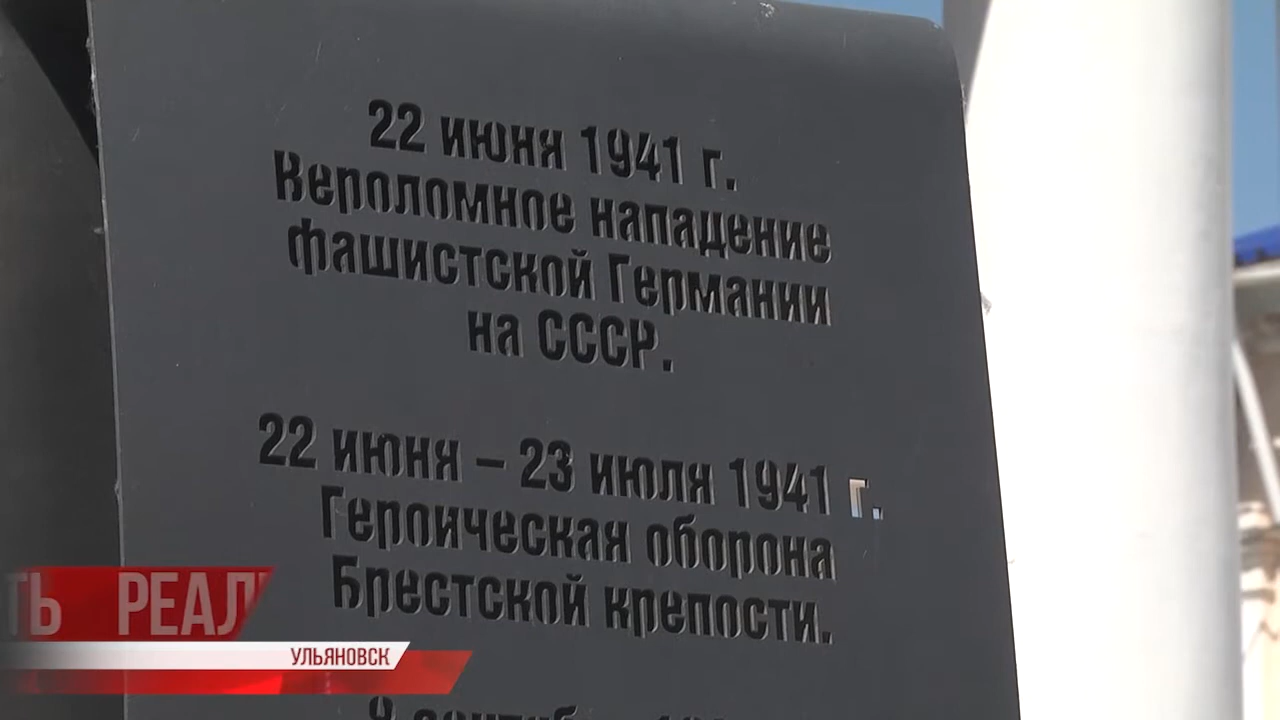 22 июня 1941 г.
Вероломное нападение
фашистской Германии
на СССР.
22 июня – 23 июля 1941 г.
Героическая оборона
Брестской крепости.
УЛЬЯНОВСК